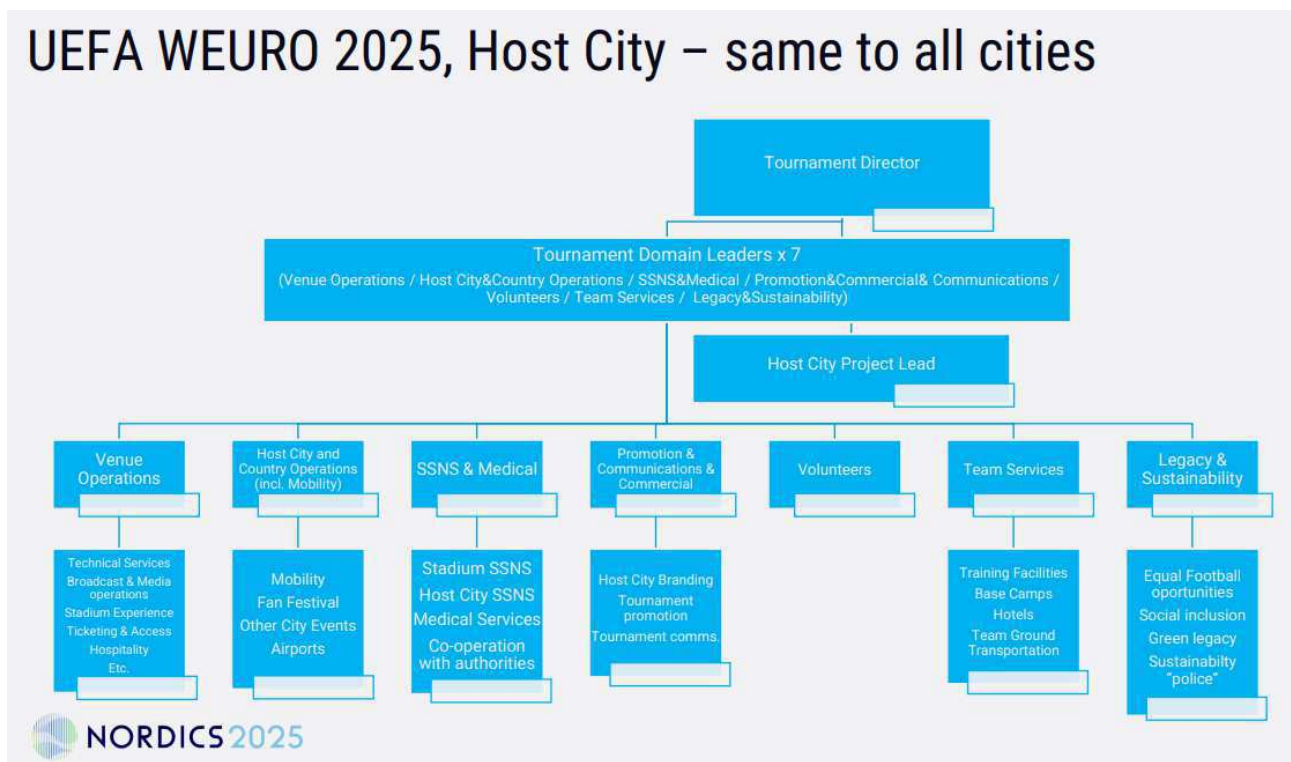 UEFA WEURO 2025, Host City – same to all cities
Tournament Director
Tournament Domain Leaders x 7
(Venue Operations / Host City&Country Operations / SSNS&Medical / Promotion&Commercial& Communications /
Volunteers / Team Services / Legacy&Sustainability)
Host City Project Lead
Venue
Operations
Host City and
Country Operations
(incl. Mobility)
SSNS & Medical
Promotion &
Communications &
Commercial
Volunteers
Team Services
Legacy &
Sustainability
Technical Services
Broadcast & Media
operations
Stadium Experience
Ticketing & Access
Hospitality
Etc.
Mobility
Fan Festival
Other City Events
Airports
Stadium SSNS
Host City SSNS
Medical Services
Co-operation
with authorities
Host City Branding
Tournament
promotion
Tournament comms.
Training Facilities
Base Camps
Hotels
Team Ground
Transportation
Equal Football
oportunities
Social inclusion
Green legacy
Sustainabilty
“police”
NORDICS 2025